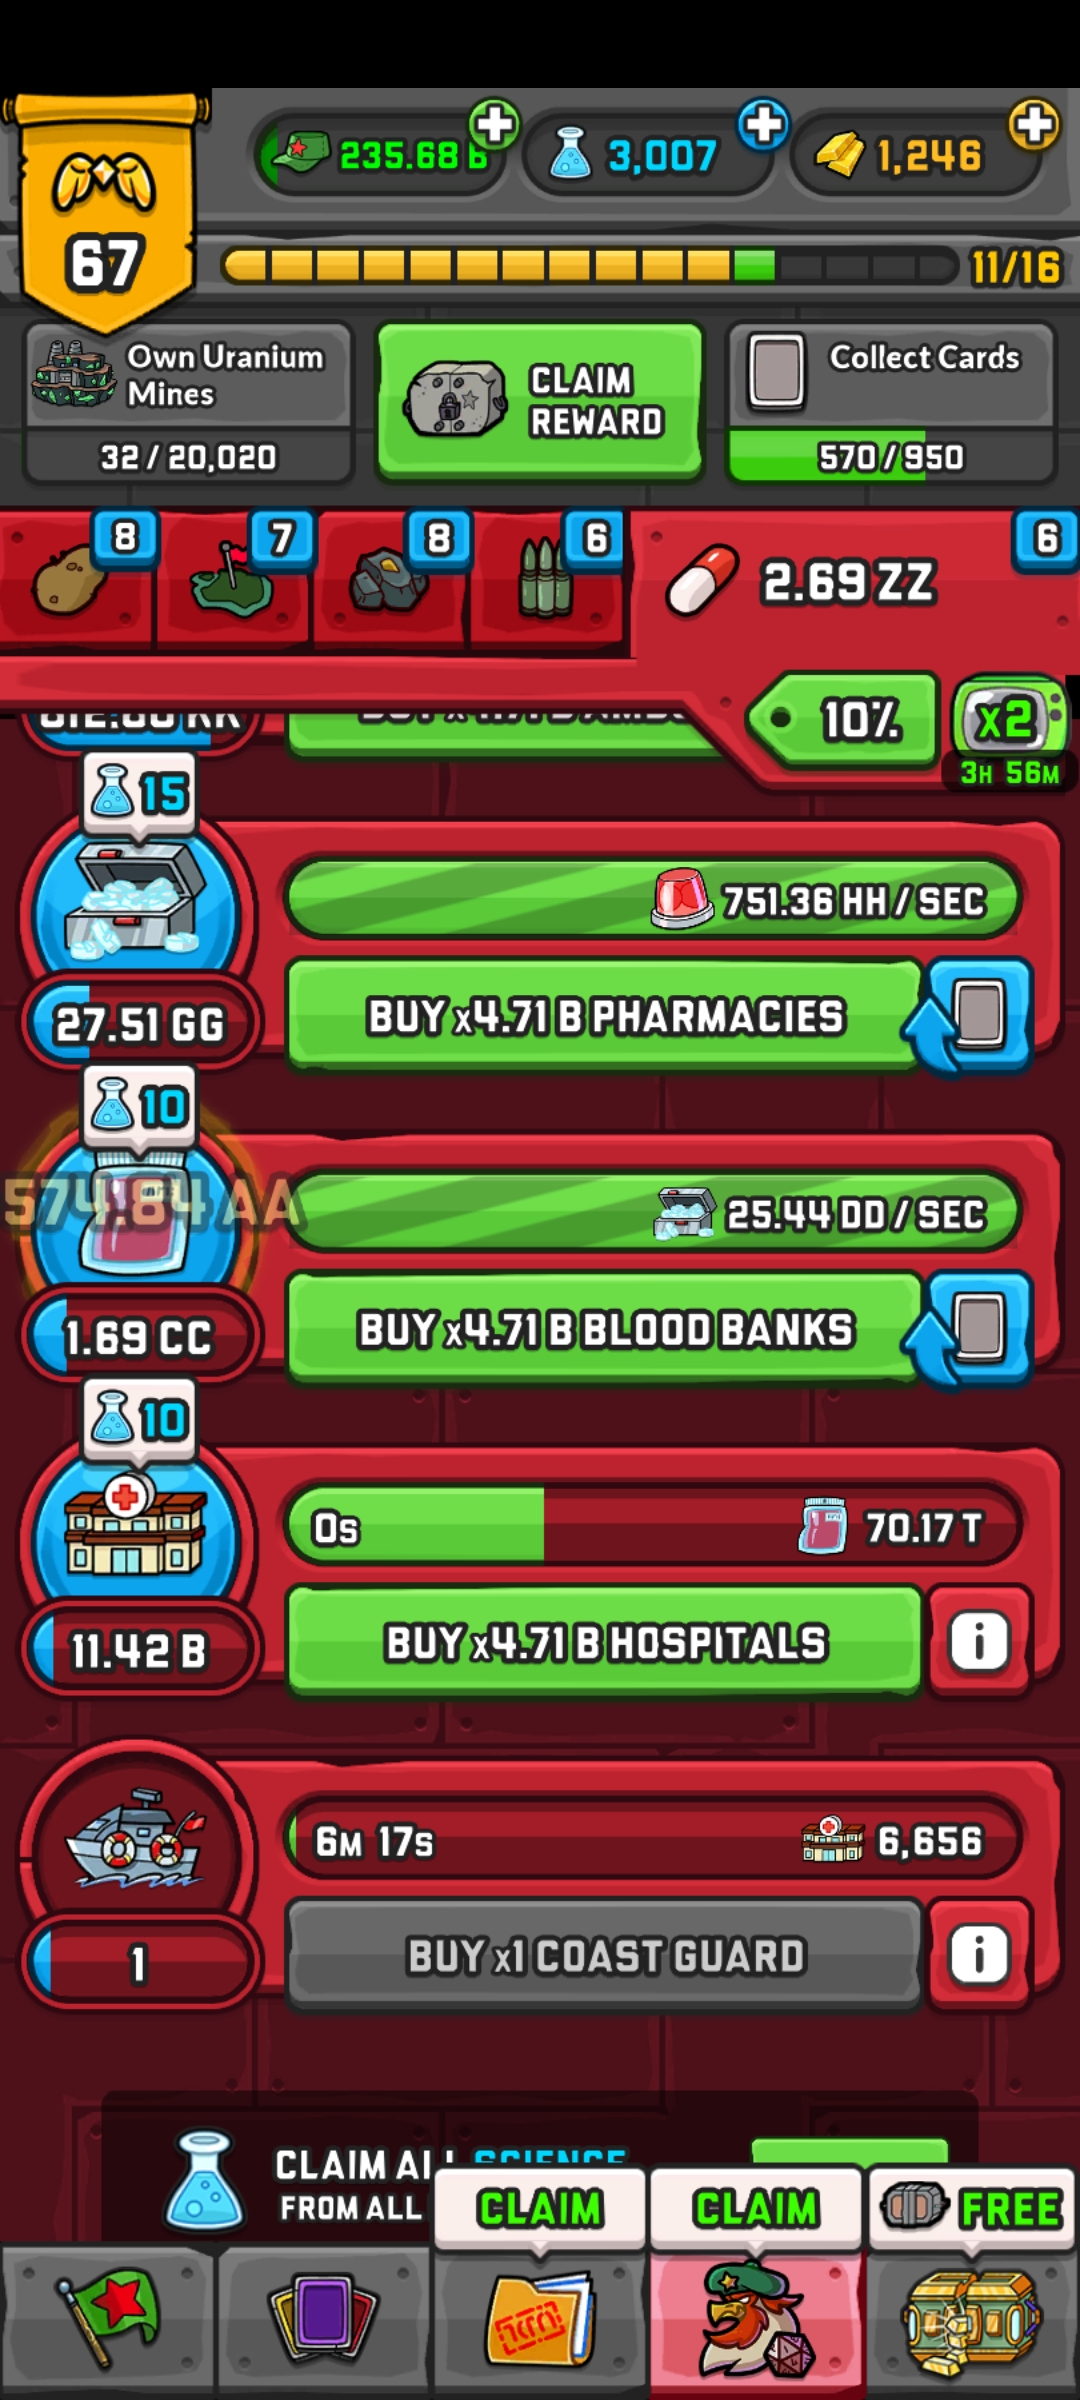 235.68 B
3,007
1,246
67
11/16
Own Uranium
Mines
32 / 20,020
CLAIM
REWARD
Collect Cards
570 / 950
8
7
8
6
2.69 ZZ
6
10%
x2
3H 56M
15
751.36 HH / SEC
27.51 GG
BUY x4.71 B PHARMACIES
10
574.84 AA
25.44 DD / SEC
1.69 CC
BUY x4.71 B BLOOD BANKS
10
0s
70.17 T
11.42 B
BUY x4.71 B HOSPITALS
6M 17s
6,656
1
BUY x1 COAST GUARD
CLAIM ALL SCIENCE
FROM ALL
CLAIM
CLAIM
FREE